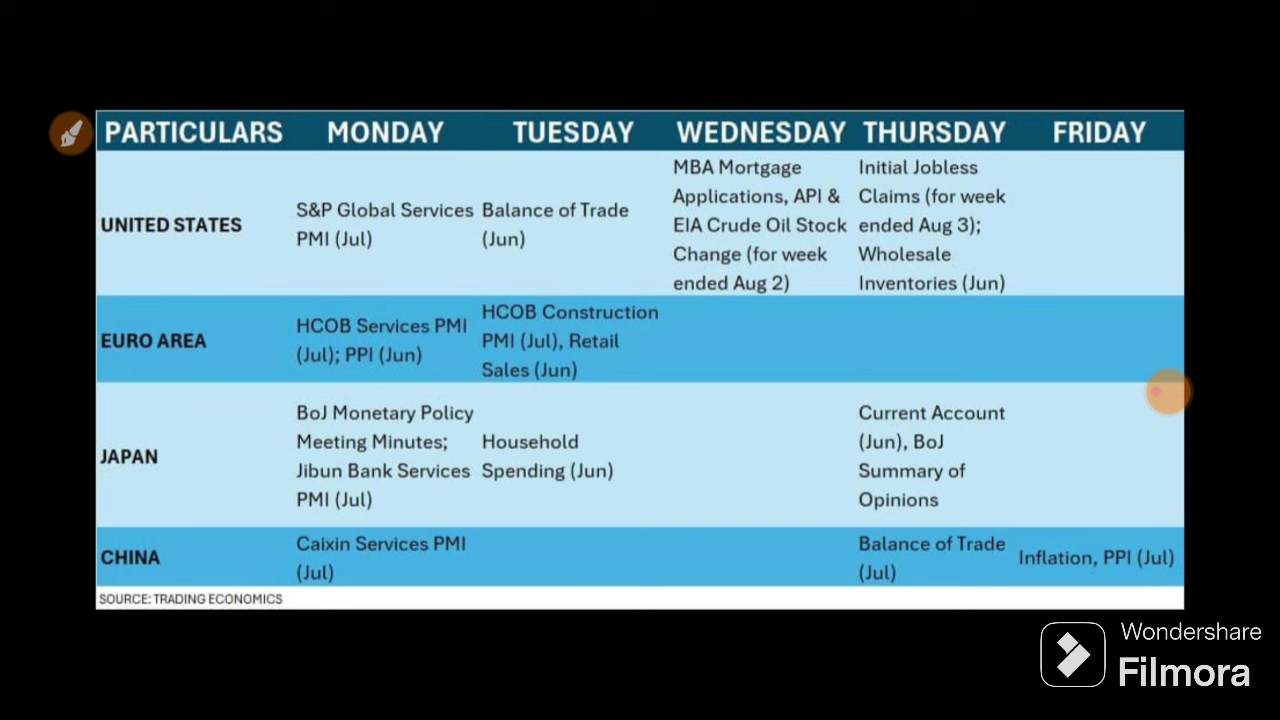 PARTICULARS MONDAY TUESDAY WEDNESDAY THURSDAY FRIDAY
UNITED STATES
S&P Global Services
PMI (Jul)
Balance of Trade
(Jun)
MBA Mortgage
Applications, API &
EIA Crude Oil Stock
Change (for week
ended Aug 2)
Initial Jobless
Claims (for week
ended Aug 3);
Wholesale
Inventories (Jun)
EURO AREA
HCOB Services PMI
(Jul); PPI (Jun)
HCOB Construction
PMI (Jul), Retail
Sales (Jun)
JAPAN
BoJ Monetary Policy
Meeting Minutes;
Jibun Bank Services
PMI (Jul)
Household
Spending (Jun)
Current Account
(Jun), BoJ
Summary of
Opinions
CHINA
Caixin Services PMI
(Jul)
Balance of Trade
(Jul)
Inflation, PPI (Jul)
SOURCE: TRADING ECONOMICS
Wondershare
Filmora